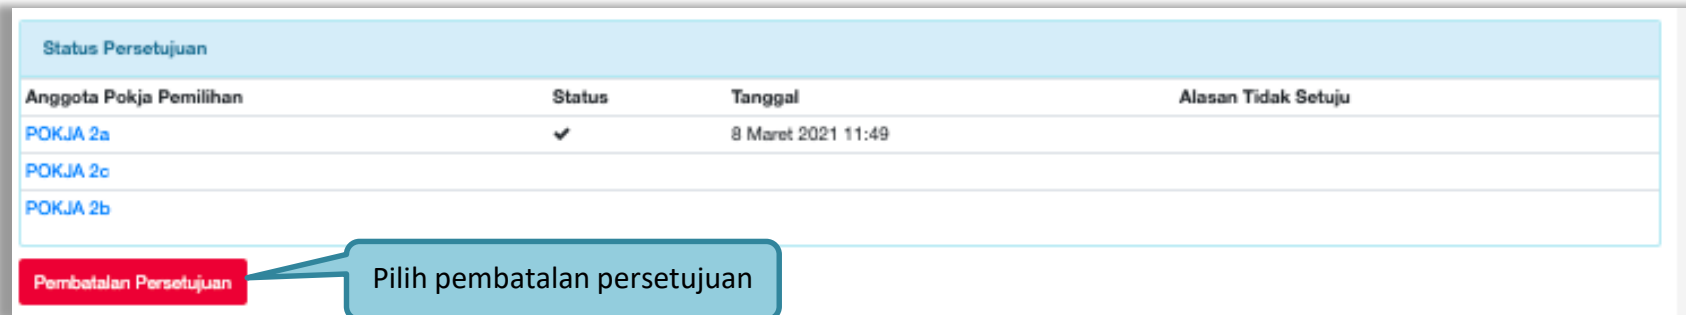 Status Persetujuan
Anggota Pokja Pemilihan Status Tanggal Alasan Tidak Setuju
POKJA 2a ✔ 8 Maret 2021 11:49
POKJA 2c
POKJA 2b
Pembatalan Persetujuan
Pilih pembatalan persetujuan